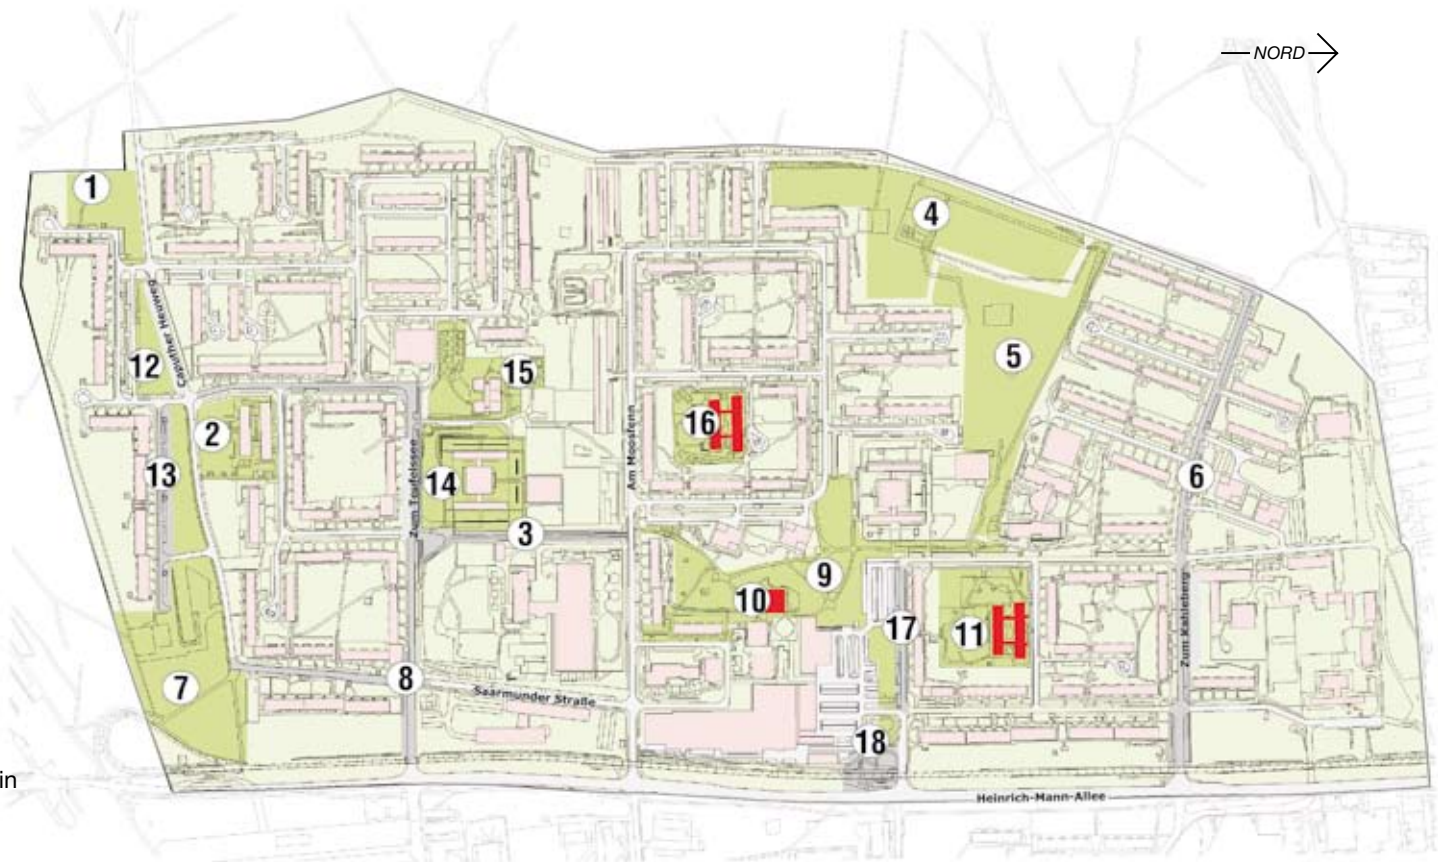 NORD
1
4
Caputher Heuweg
12
15
5
2
16
Am Moosfenn
13
14
Zum Teufelssee
3
6
9
10
17
11
7
8
Saarmunder Straße
Zum Kahleberg
18
in
Heinrich-Mann-Allee